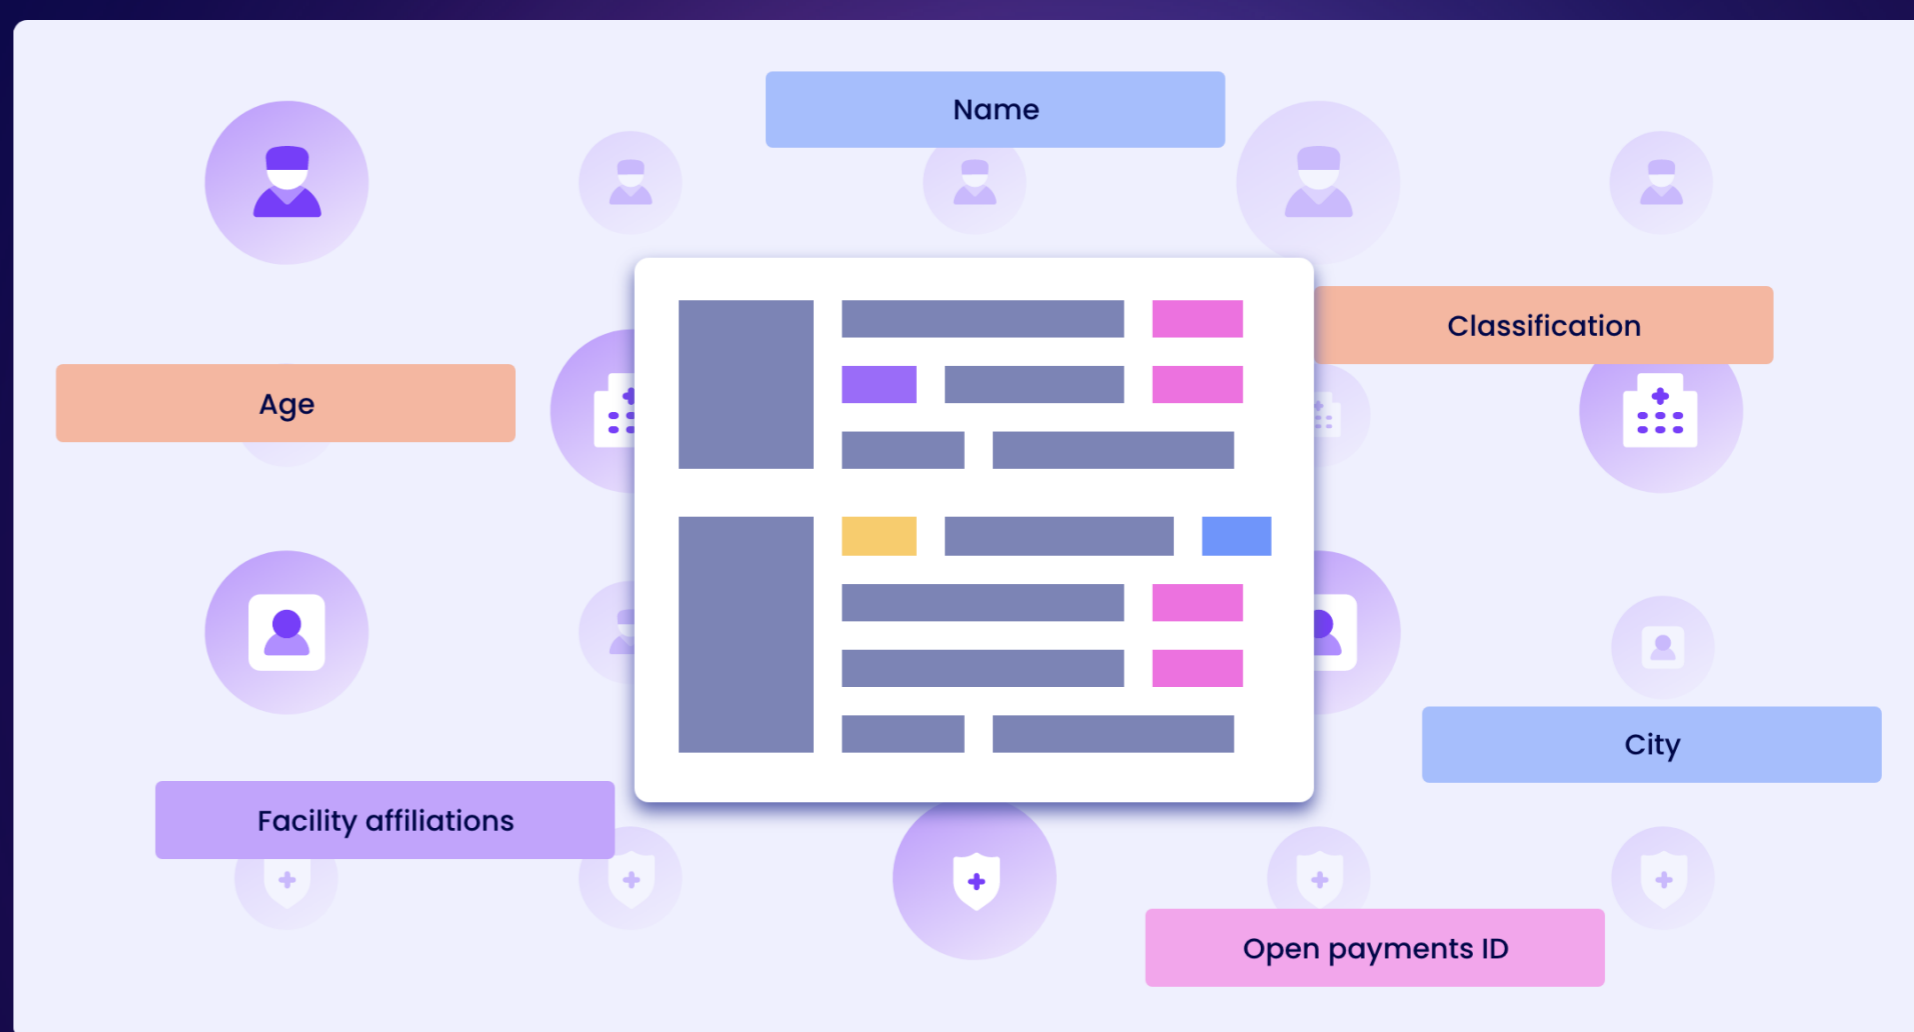 Name
Classification
Age
City
Facility affiliations
Open payments ID